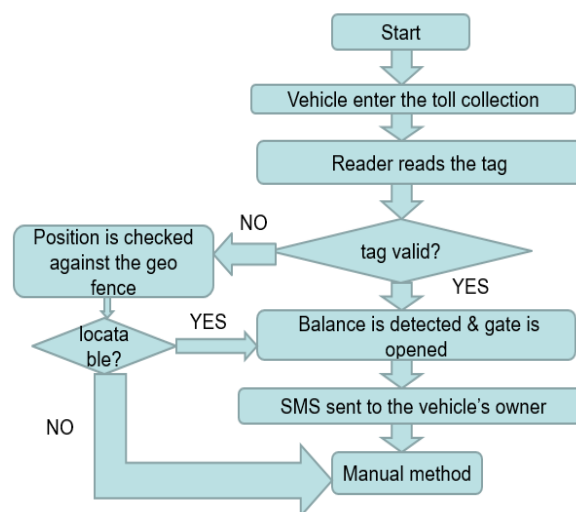 Start
Vehicle enter the toll collection
Reader reads the tag
NO
Position is checked
against the geo
fence
tag valid?
YES
locata
ble?
YES
Balance is detected & gate is
opened
SMS sent to the vehicle's owner
NO
Manual method